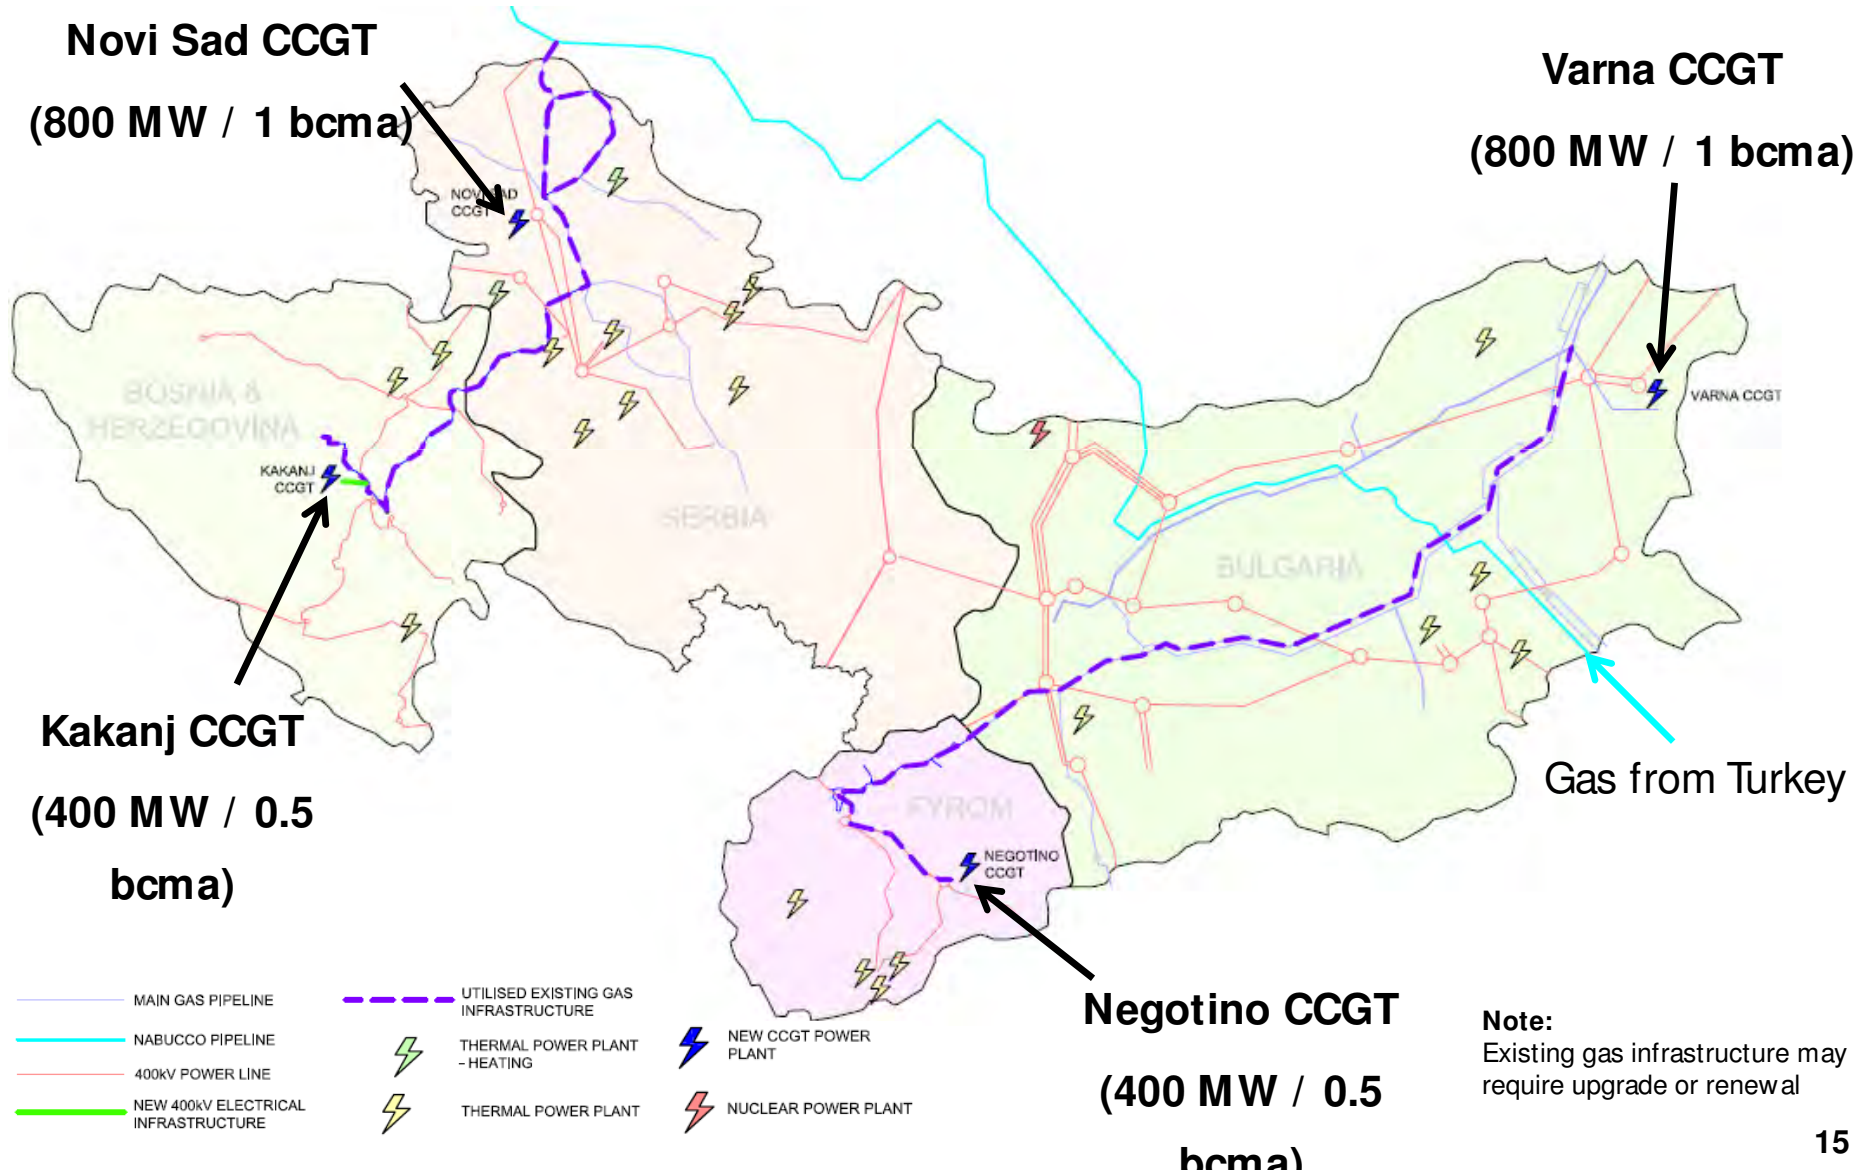 Novi Sad CCGT
(800 MW / 1 bcma)
Varna CCGT
(800 MW / 1 bcma)
NOVI SAD
CCGT
VARNA CCGT
BOSNIA &
HERZEGOVINA
KAKANJ
CCGT
SERBIA
BULGARIA
Kakanj CCGT
(400 MW / 0.5
bcma)
Gas from Turkey
FYROM
NEGOTINO
CCGT
Negotino CCGT
(400 MW / 0.5
bcma)
MAIN GAS PIPELINE
NABUCCO PIPELINE
400kV POWER LINE
NEW 400kV ELECTRICAL
INFRASTRUCTURE
UTILISED EXISTING GAS
INFRASTRUCTURE
THERMAL POWER PLANT
- HEATING
THERMAL POWER PLANT
NEW CCGT POWER
PLANT
NUCLEAR POWER PLANT
Note:
Existing gas infrastructure may
require upgrade or renewal
15